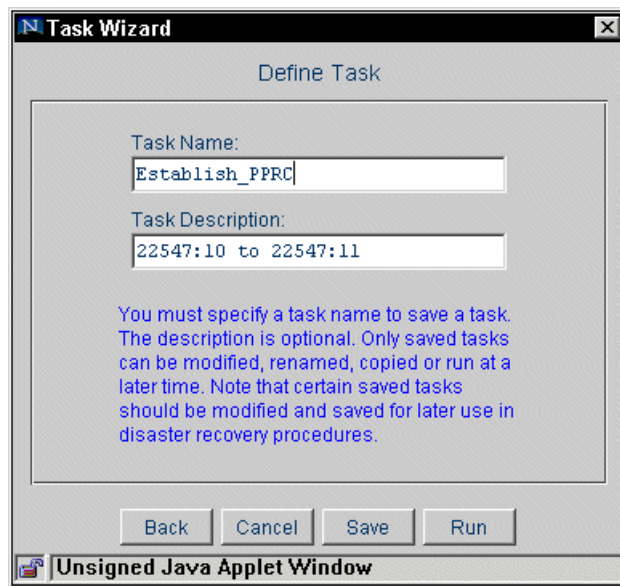 Task Wizard
Define Task
Task Name:
Establish_PPRC
Task Description:
22547:10 to 22547:11
You must specify a task name to save a task.
The description is optional. Only saved tasks
can be modified, renamed, copied or run at a
later time. Note that certain saved tasks
should be modified and saved for later use in
disaster recovery procedures.
Back Cancel Save Run
Unsigned Java Applet Window